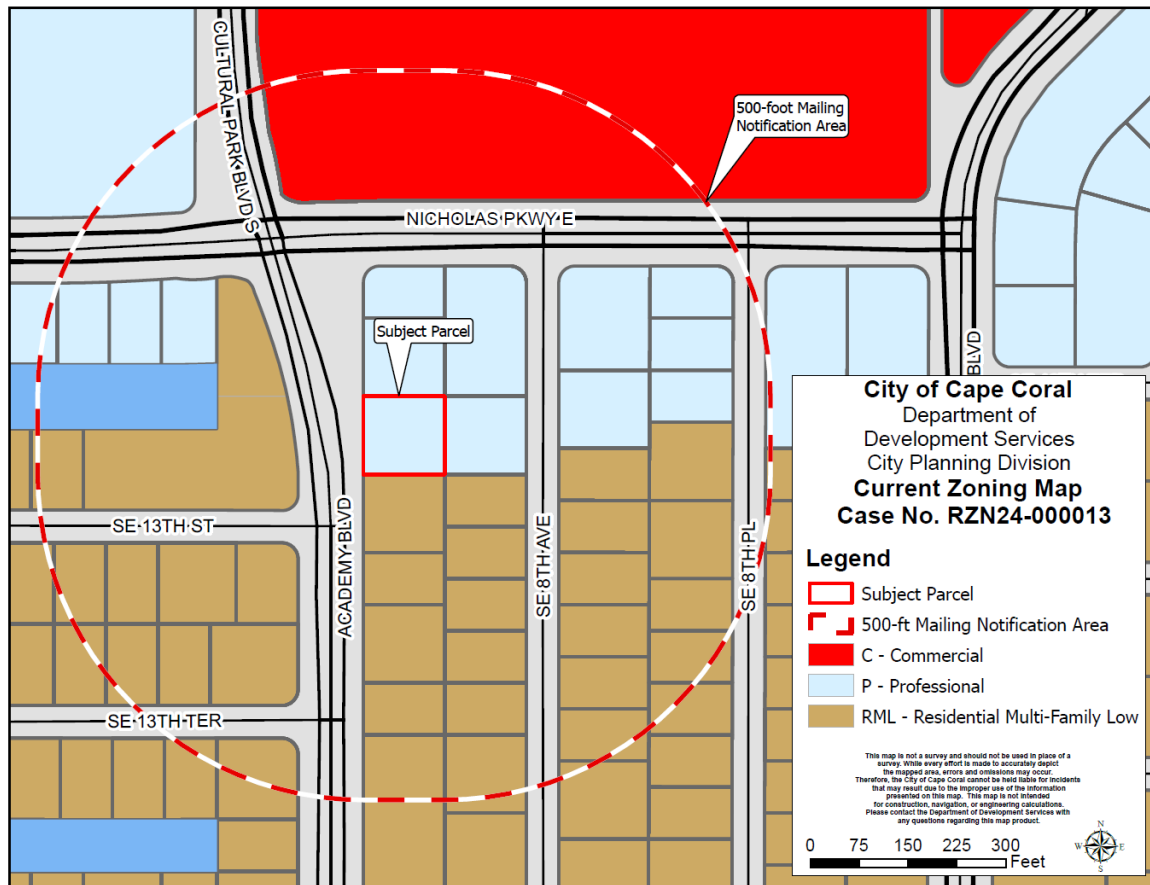 CULTURAL PARK BLVD S
500-foot Mailing
Notification Area
NICHOLAS PKWY E
Subject Parcel
BLVD
SE 13TH ST
ACADEMY BLVD
SE 8TH AVE
SE 8TH PL
SE 13TH TER
City of Cape Coral
Department of
Development Services
City Planning Division
Current Zoning Map
Case No. RZN24-000013
Legend
Subject Parcel
500-ft Mailing Notification Area
C - Commercial
P - Professional
RML - Residential Multi-Family Low
This map is not a survey and should not be used in place of a
survey. While every effort is made to accurately depict
the mapped area, errors and omissions may occur.
Therefore, the City of Cape Coral cannot be held liable for incidents
that may result due to the improper use of the information
presented on this map. This map is not intended
for construction, navigation, or engineering calculations.
Please contact the Department of Development Services with
any questions regarding this map product.
0 75 150 225 300
Feet
N
W E
S